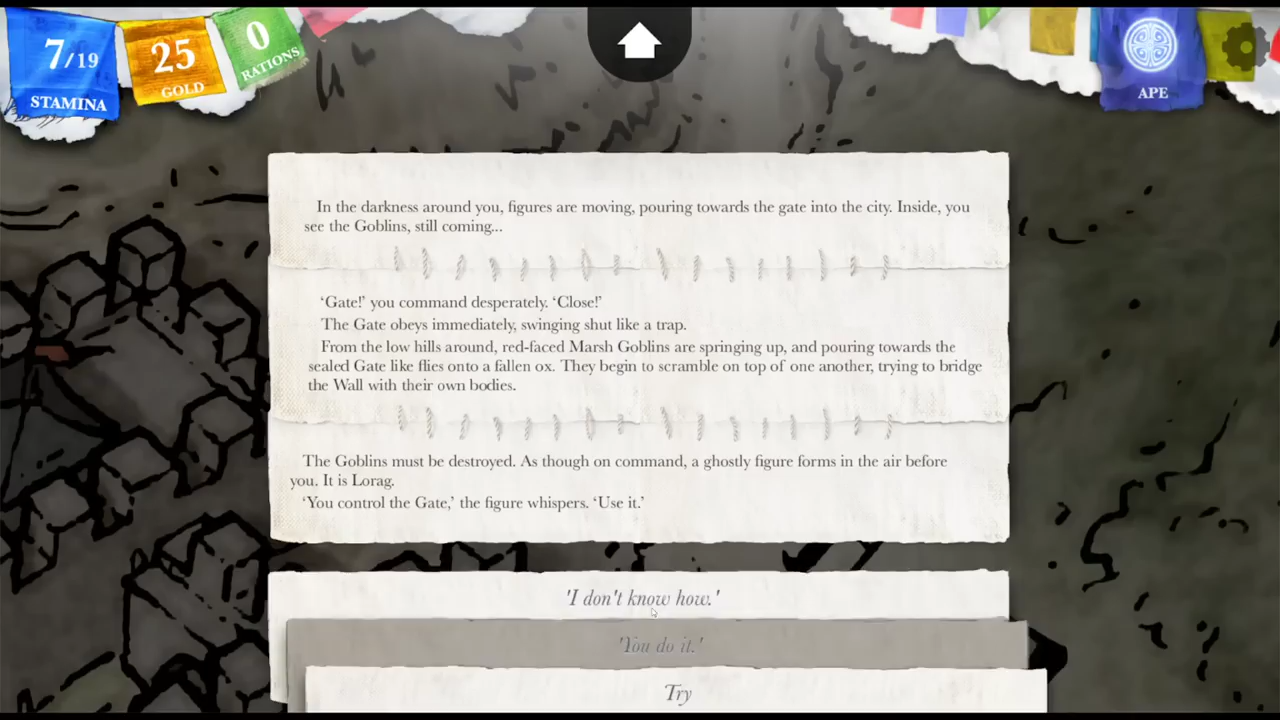 7/19
STAMINA
25
GOLD
0
RATIONS
APE
In the darkness around you, figures are moving, pouring towards the gate into the city. Inside, you
see the Goblins, still coming...
‘Gate!’ you command desperately. ‘Close!’
The Gate obeys immediately, swinging shut like a trap.
From the low hills around, red-faced Marsh Goblins are springing up, and pouring towards the
sealed Gate like flies onto a fallen ox. They begin to scramble on top of one another, trying to bridge
the Wall with their own bodies.
The Goblins must be destroyed. As though on command, a ghostly figure forms in the air before
you. It is Lorag.
‘You control the Gate,’ the figure whispers. ‘Use it.’
'I don't know how.'
'You do it.'
Try